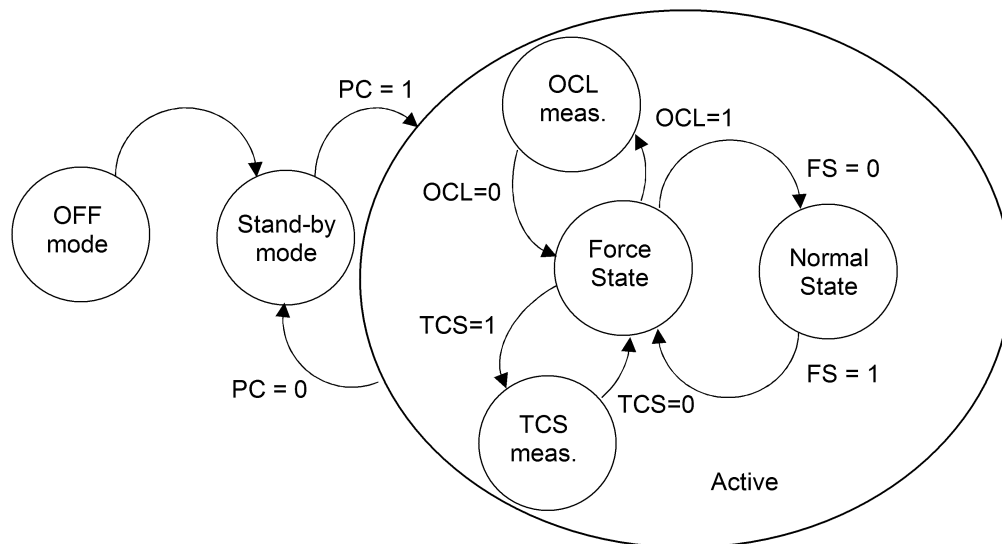 PC = 1
OFF
mode
Stand-by
mode
PC = 0
OCL
meas.
OCL=1
OCL=0
FS = 0
Force
State
Normal
State
TCS=1
FS = 1
TCS=0
TCS
meas.
Active